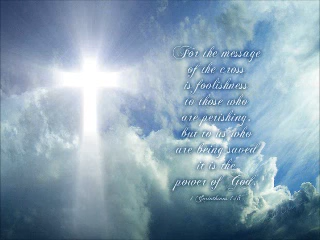 For the message
of the cross
is foolishness
to those who
are perishing,
but to us who
are being saved
it is the
power of God.
1 Corinthians 1:18